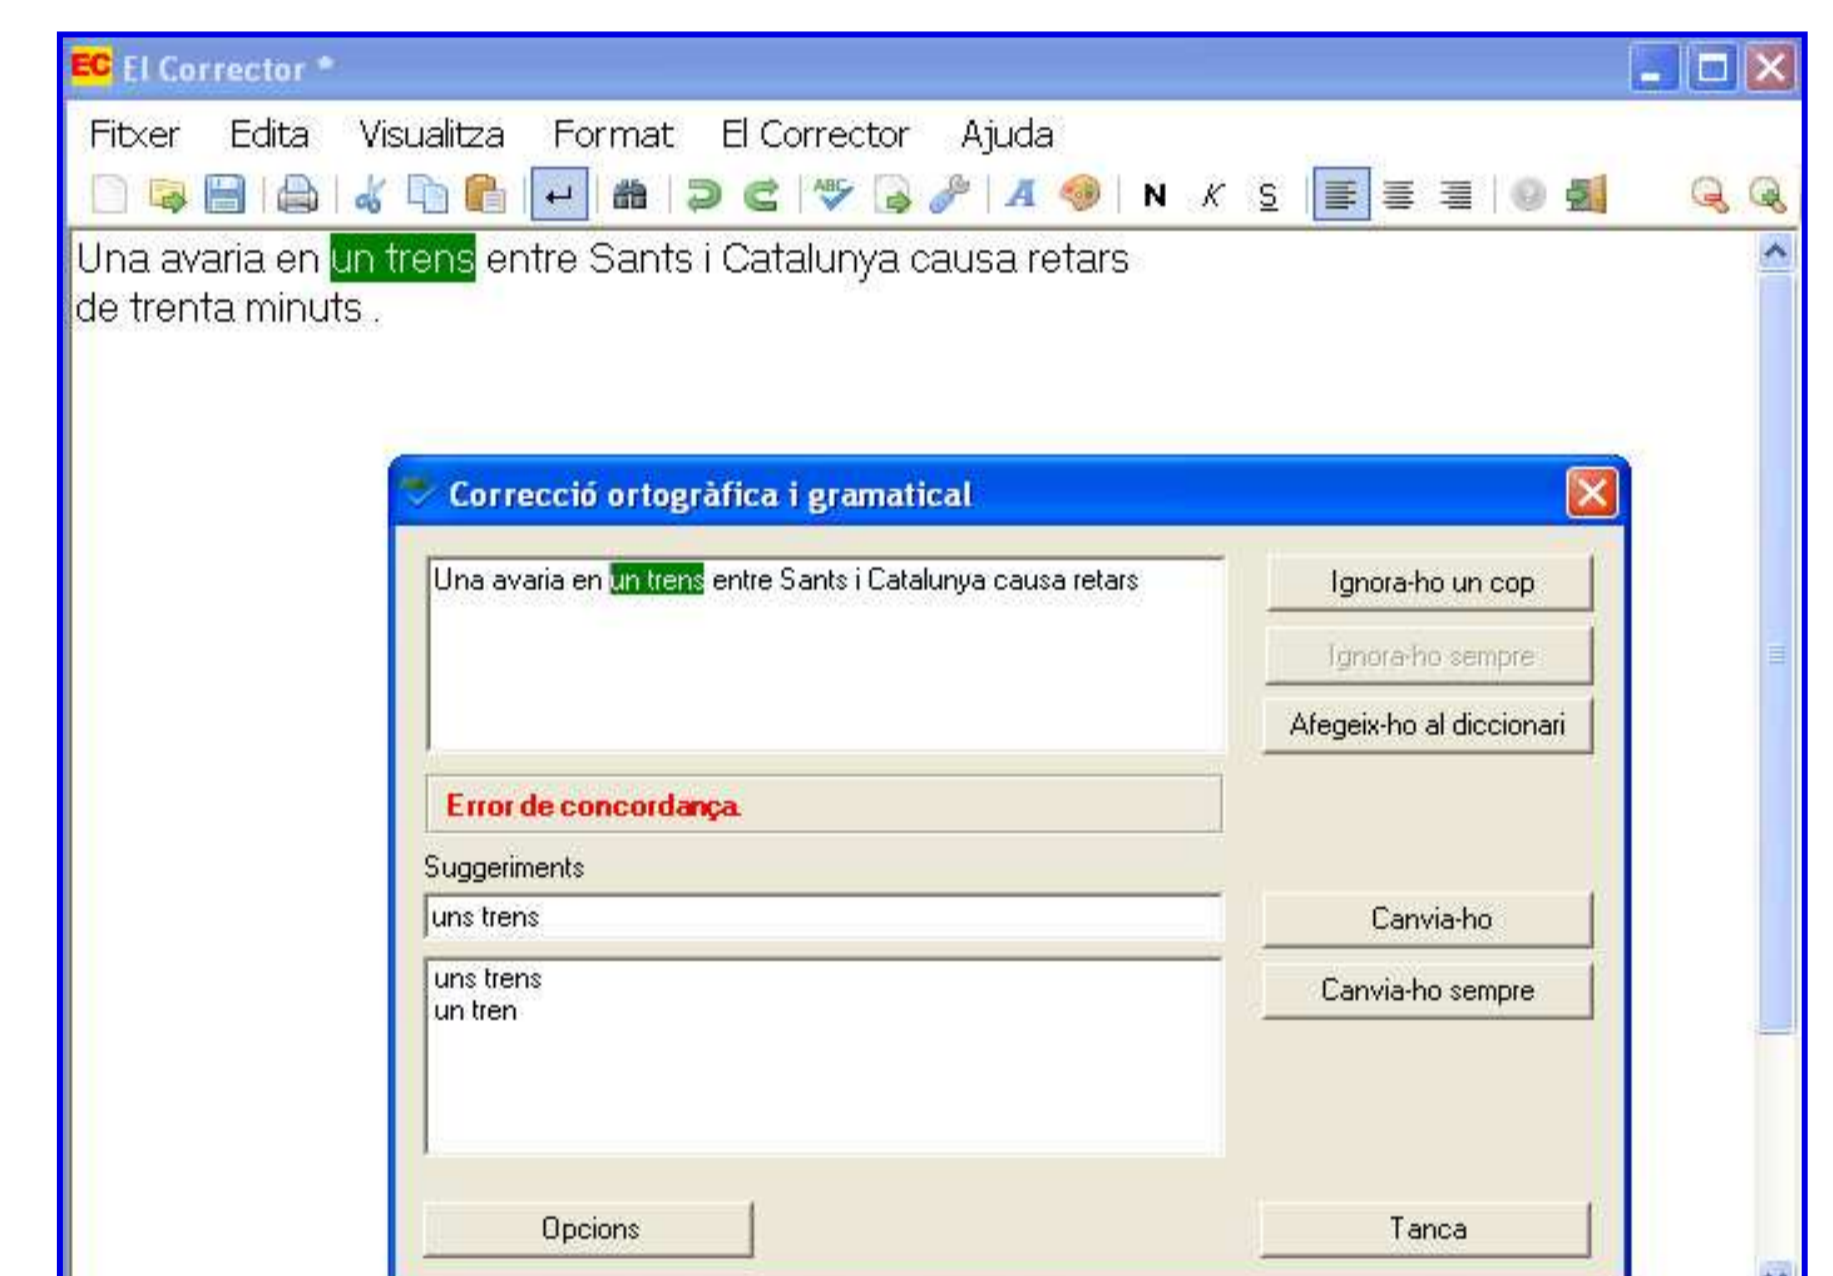 EC El Corrector *
Fitxer Edita Visualitza Format El Corrector Ajuda
ABC A N K S
Una avaria en un trens entre Sants i Catalunya causa retars
de trenta minuts .
Correcció ortogràfica i gramatical
Una avaria en un trens entre Sants i Catalunya causa retars
Ignora-ho un cop
Ignora-ho sempre
Afegeix-ho al diccionari
Error de concordança.
Suggeriments
uns trens
Canvia-ho
uns trens
Canvia-ho sempre
un tren
Opcions
Tanca